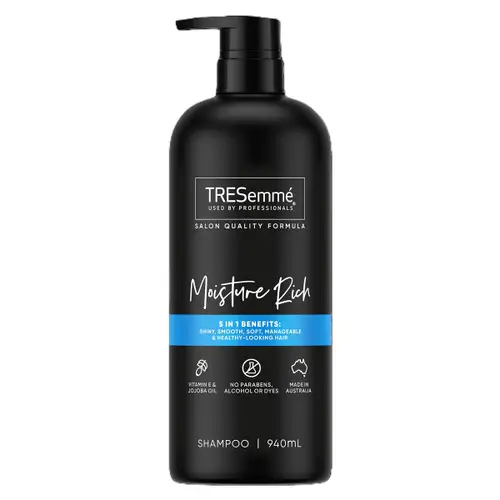 TRESemmé®
USED BY PROFESSIONALS
SALON QUALITY FORMULA
Moisture Rich
5 IN 1 BENEFITS:
SHINY, SMOOTH, SOFT, MANAGEABLE
& HEALTHY-LOOKING HAIR
VITAMIN E &
JOJOBA OIL
NO PARABENS,
ALCOHOL OR DYES
MADE IN
AUSTRALIA
SHAMPOO | 940mL